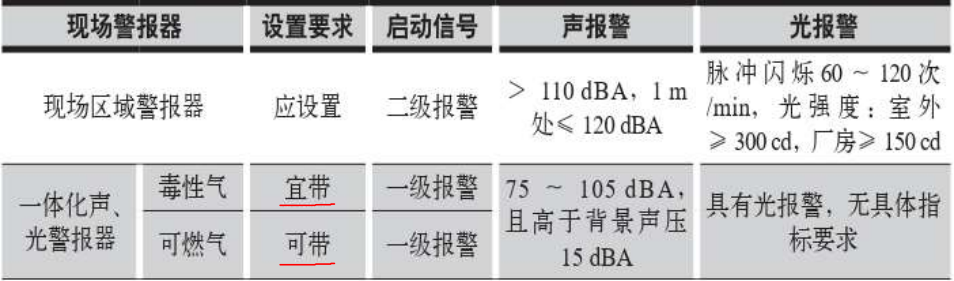 现场警报器 设置要求 启动信号 声报警 光报警
现场区域警报器 应设置 二级报警 > 110 dBA，1 m
处≤ 120 dBA
脉冲闪烁 60 ~ 120 次
/min，光强度：室外
≥ 300 cd，厂房≥ 150 cd
一体化声、
光警报器
毒性气 宜带 一级报警
可燃气 可带 一级报警
75 ~ 105 dBA，
且高于背景声压
15 dBA
具有光报警，无具体指
标要求